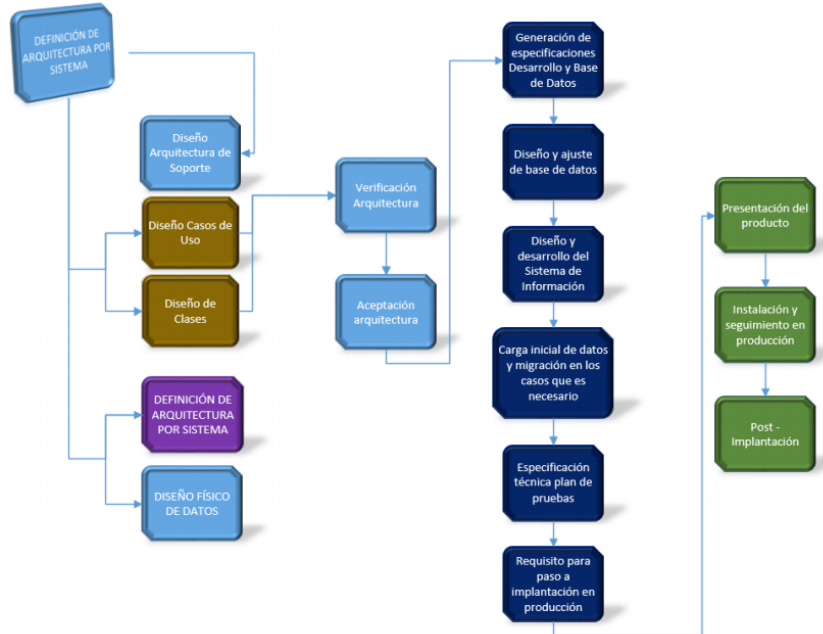 DEFINICIÓN DE
ARQUITECTURA POR
SISTEMA
Diseño
Arquitectura de
Soporte
Diseño Casos de
Uso
Diseño de
Clases
DEFINICIÓN DE
ARQUITECTURA
POR SISTEMA
DISEÑO FÍSICO
DE DATOS
Verificación
Arquitectura
Aceptación
arquitectura
Generación de
especificaciones
Desarrollo y Base
de Datos
Diseño y ajuste
de base de datos
Diseño y
desarrollo del
Sistema de
Información
Carga inicial de datos
y migración en los
casos que es
necesario
Especificación
técnica plan de
pruebas
Requisito para
paso a
implantación en
producción
Presentación del
producto
Instalación y
seguimiento en
producción
Post -
Implantación